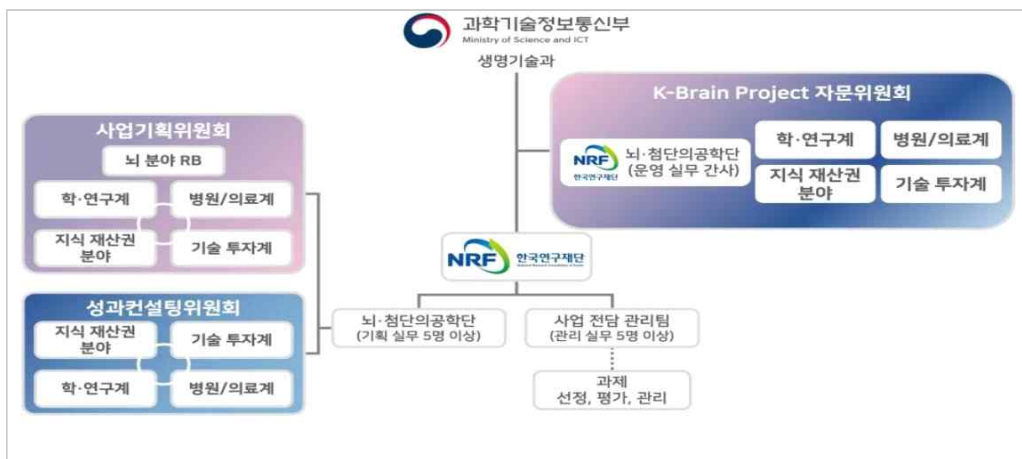 과학기술정보통신부
Ministry of Science and ICT
생명기술과
K-Brain Project 자문위원회
NRF
한국연구재단
뇌·첨단의공학단
(운영 실무 간사)
학·연구계
병원/의료계
지식 재산권
분야
기술 투자계
사업기획위원회
뇌 분야 RB
학·연구계
병원/의료계
지식 재산권
분야
기술 투자계
성과컨설팅위원회
지식 재산권
분야
기술 투자계
학·연구계
병원/의료계
NRF 한국연구재단
뇌·첨단의공학단
(기획 실무 5명 이상)
사업 전담 관리팀
(관리 실무 5명 이상)
과제
선정, 평가, 관리